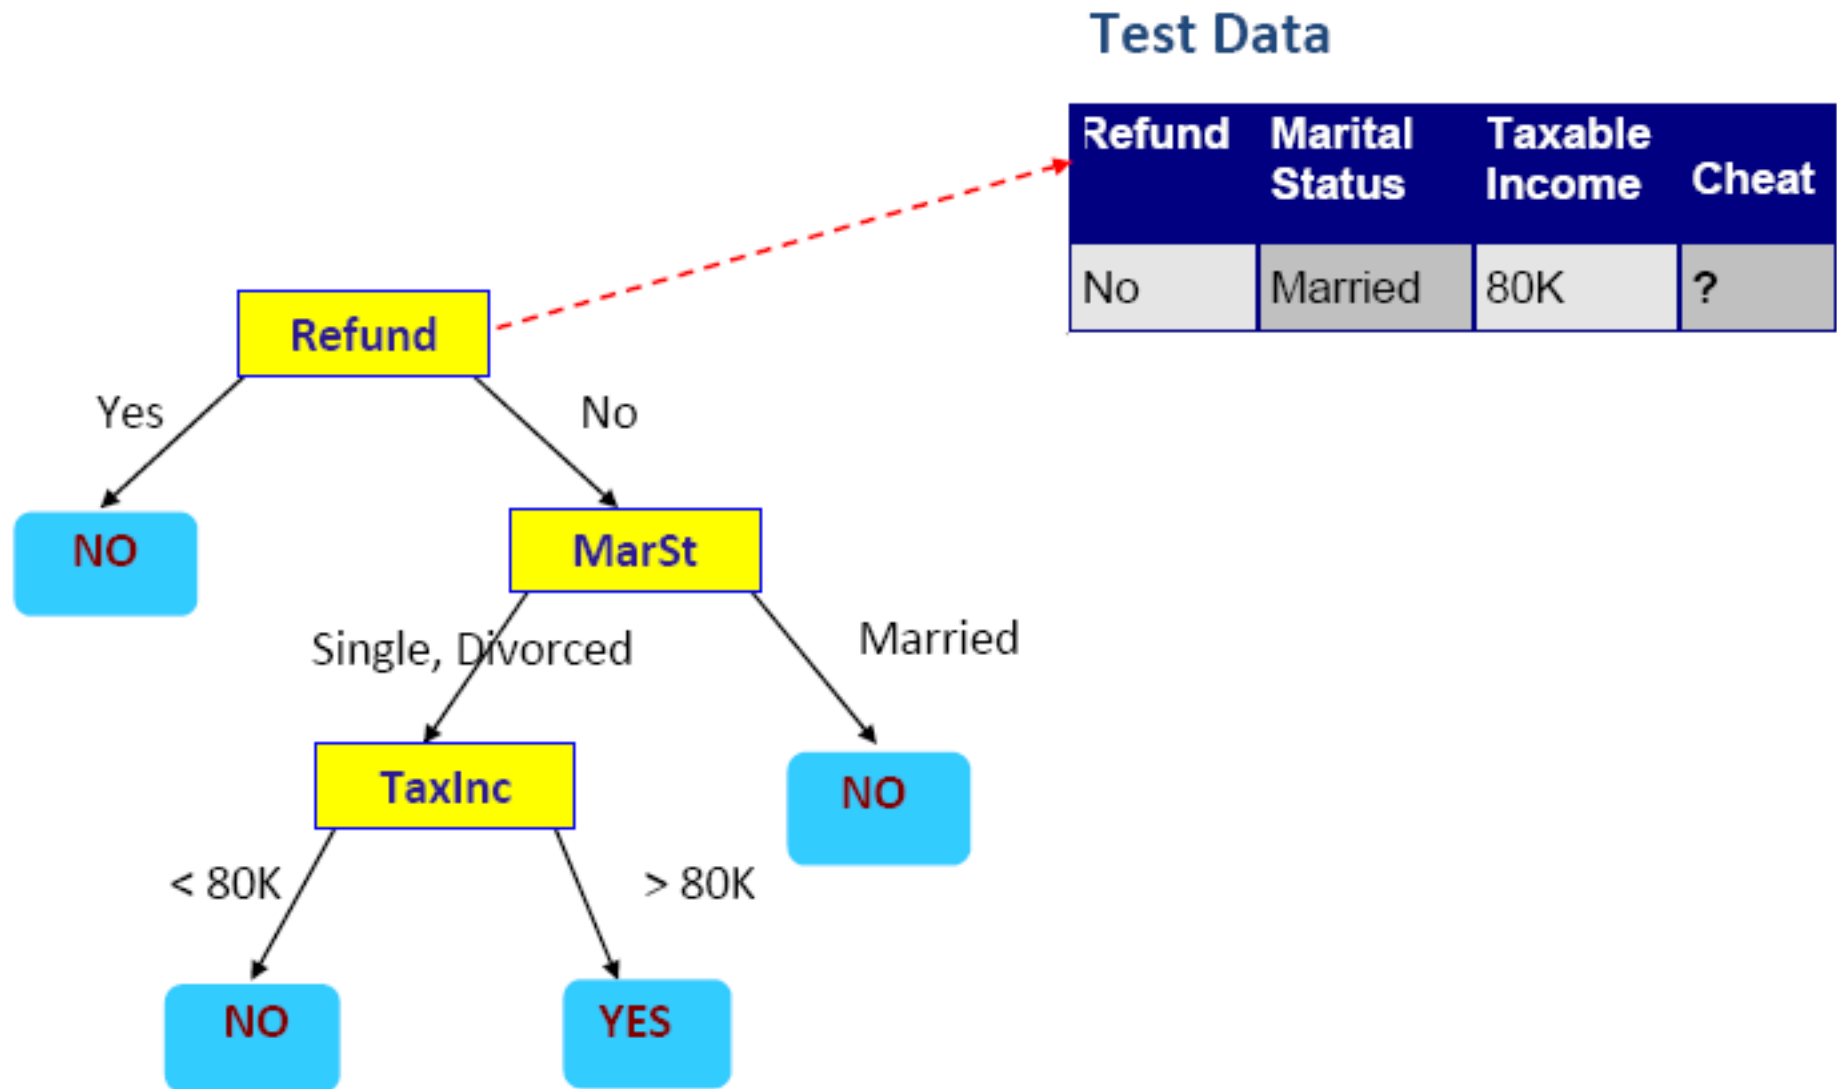 Test Data
Refund Marital Status Taxable Income Cheat
No Married 80K ?
Refund
Yes No
NO
MarSt
Single, Divorced Married
TaxInc
NO
< 80K > 80K
NO YES